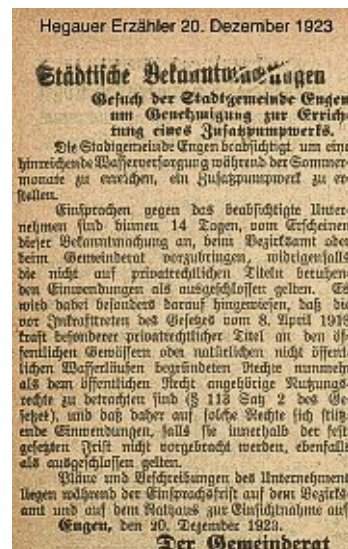 Hegauer Erzähler 20. Dezember 1923
Städtische Bekanntmachungen
Gesuch der Stadtgemeinde Engen
um Genehmigung zur Errich-
tung eines Zusatzpumpwerks.
Die Stadtgemeinde Engen beabsichtigt, um eine
hinreichende Wasserversorgung während der Sommer-
monate zu erreichen, ein Zusatzpumpwerk zu er-
stellen.
Einsprachen gegen das beabsichtigte Unter-
nehmen sind binnen 14 Tagen, vom Erscheinen
dieser Bekanntmachung an, beim Bezirksamt oder
beim Gemeinderat vorzubringen, widrigenfalls
die nicht auf privatrechtlichen Titeln beruhen-
den Einwendungen als ausgeschlossen gelten. Es
wird dabei besonders darauf hingewiesen, daß die
vor Inkrafttreten des Gesetzes vom 8. April 1913
kraft besonderer privatrechtlicher Titel an den öf-
fentlichen Gewässern oder natürlichen nicht öffent-
lichen Wasserläufen begründeten Rechte nunmehr
als dem öffentlichen Recht angehörige Nutzungs-
rechte zu betrachten sind (§ 113 Satz 2 des Ge-
setzes), und daß daher auf solche Rechte sich stütz-
ende Einwendungen, falls sie innerhalb der fest-
gesetzten Frist nicht vorgebracht werden, ebenfalls
als ausgeschlossen gelten.
Pläne und Beschreibungen des Unternehmens
liegen während der Einsprachsfrist auf dem Bezirks-
amt und auf dem Rathaus zur Einsichtnahme auf
Engen, den 20. Dezember 1923.
Der Gemeinderat